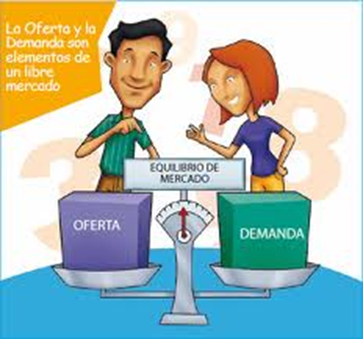 La Oferta y la
Demanda son
elementos de
un libre
mercado
EQUILIBRIO DE
MERCADO
OFERTA
DEMANDA